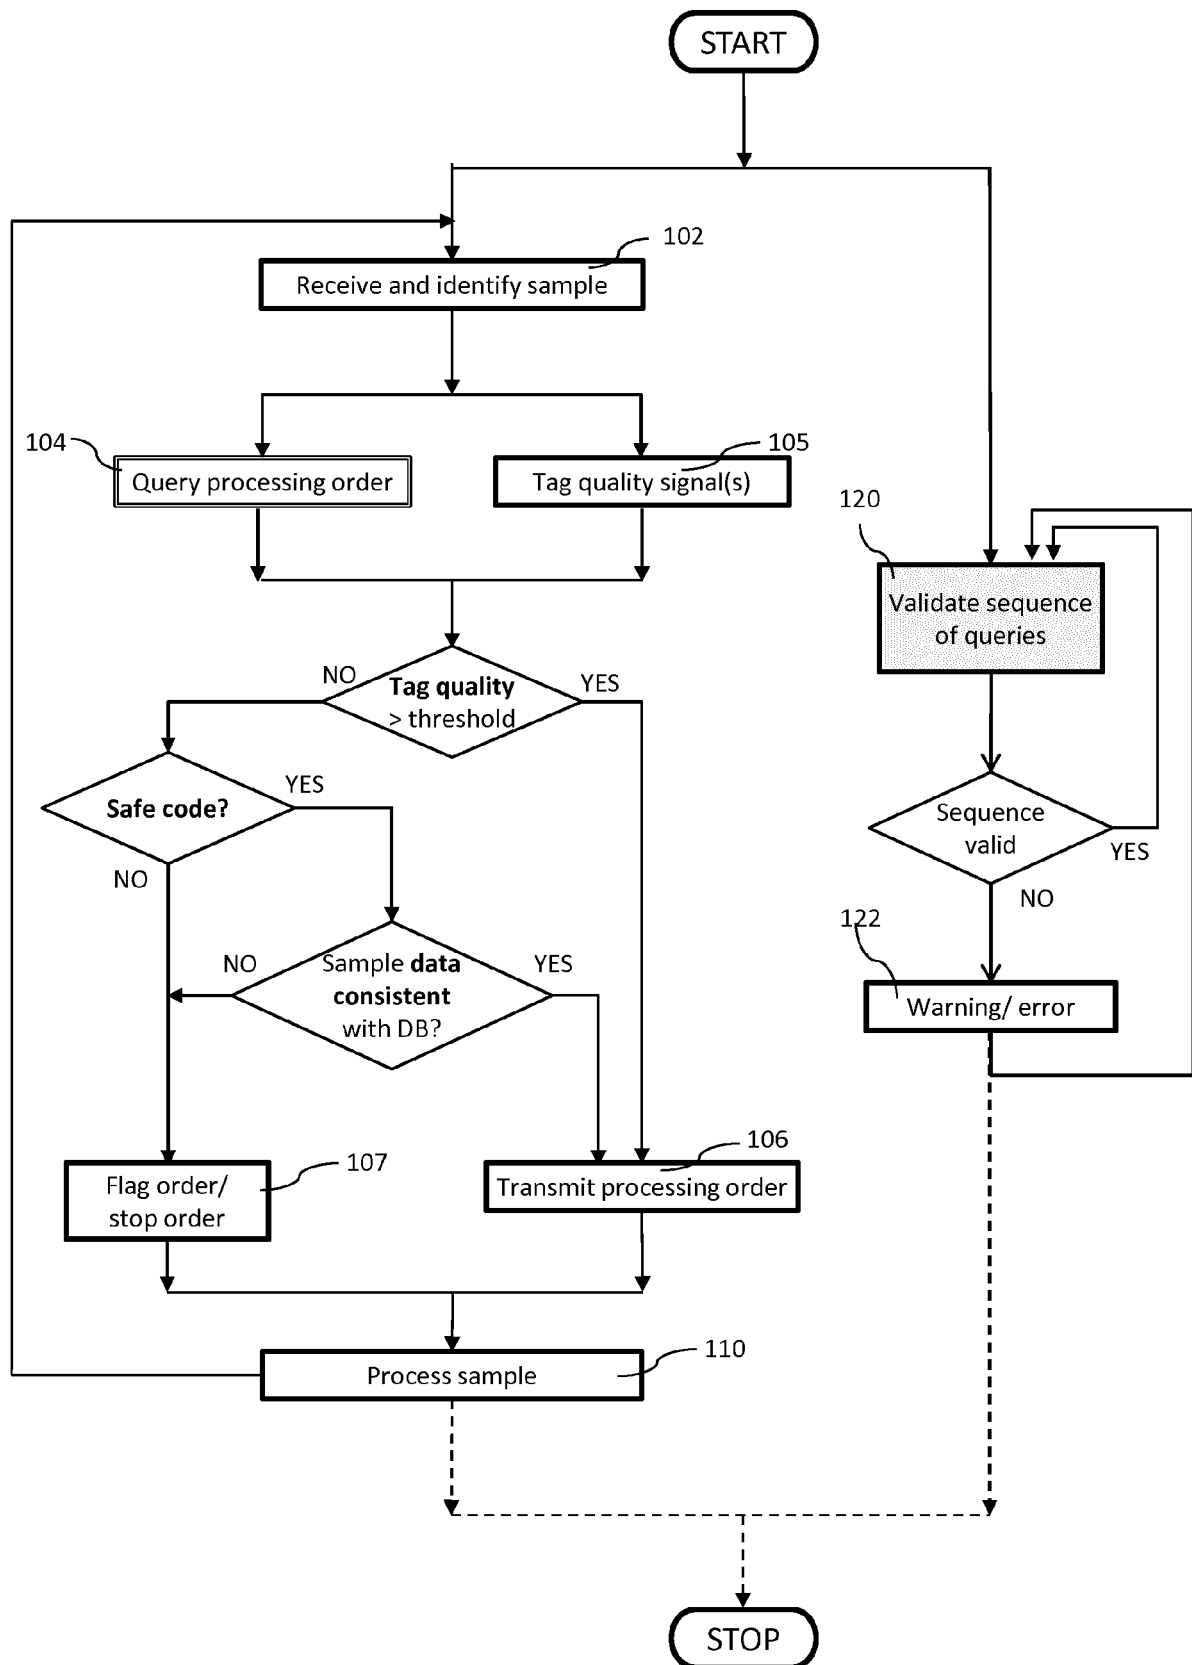 START
102
Receive and identify sample
104
105
Query processing order
Tag quality signal(s)
120
Validate sequence
of queries
NO
YES
Tag quality
> threshold
YES
Safe code?
Sequence
valid
YES
NO
NO
122
NO
YES
Sample data
consistent
with DB?
Warning/ error
106
107
Flag order/
stop order
Transmit processing order
110
Process sample
STOP